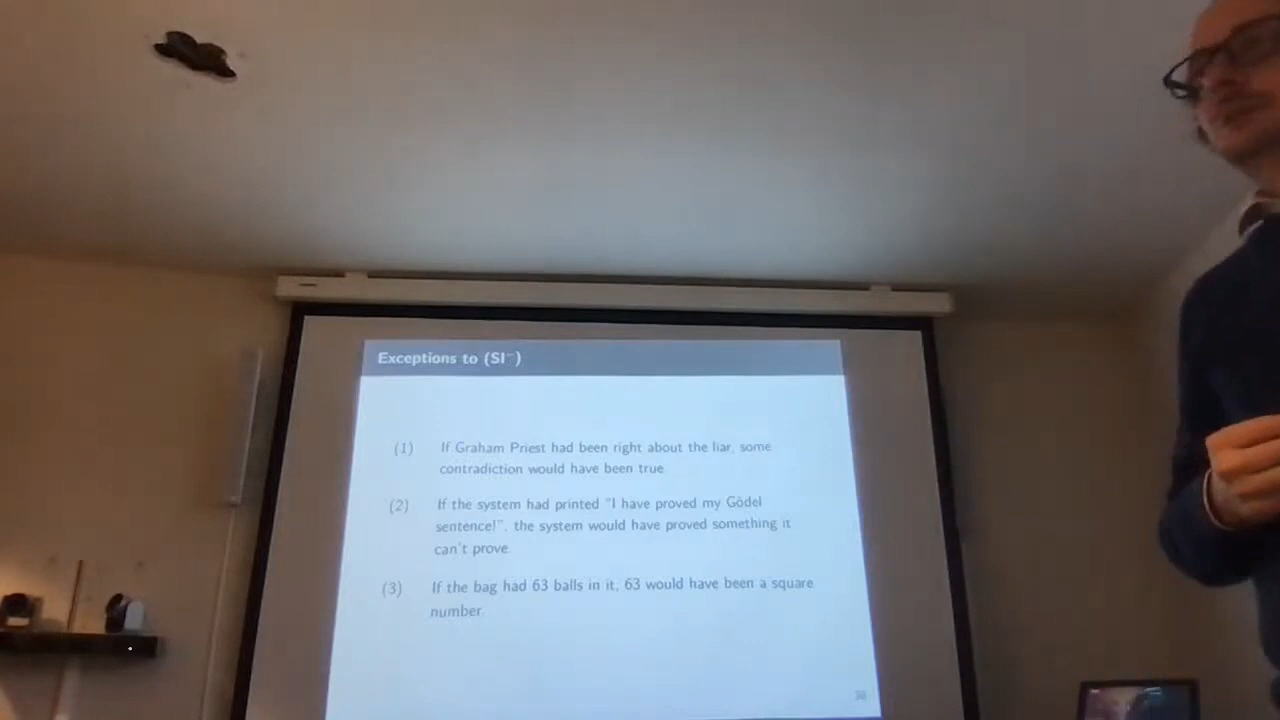 Exceptions to (SI⁻)
(1) If Graham Priest had been right about the liar, some
contradiction would have been true.
(2) If the system had printed "I have proved my Gödel
sentence!", the system would have proved something it
can't prove.
(3) If the bag had 63 balls in it, 63 would have been a square
number.